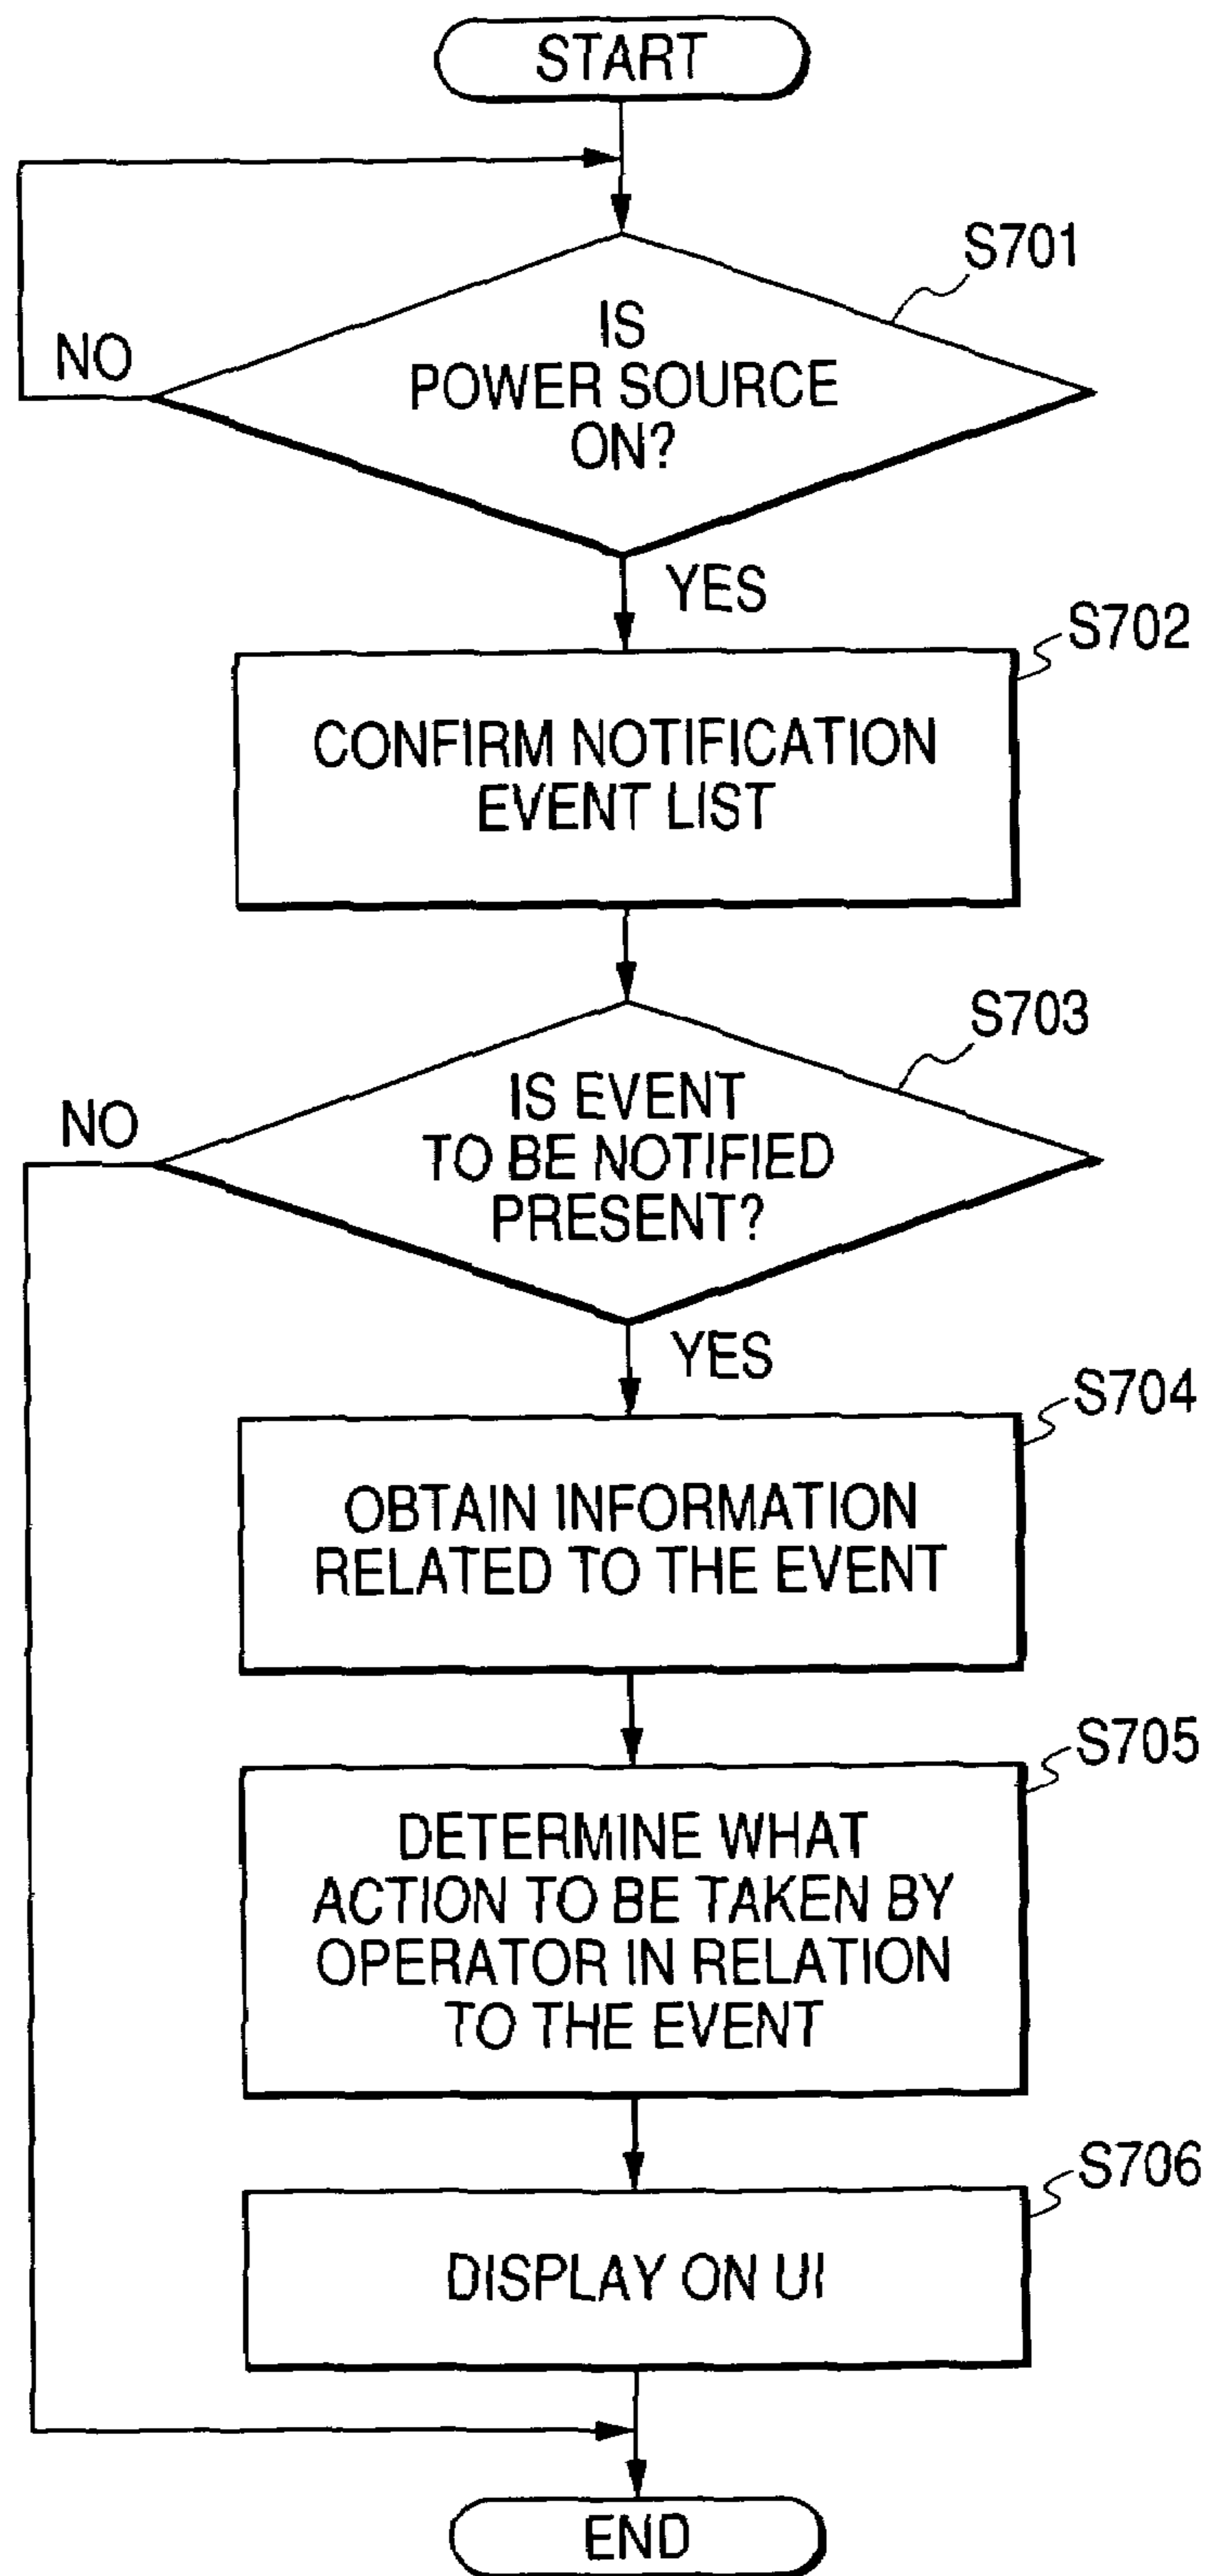 START
S701
IS
POWER SOURCE
ON?
NO
YES
S702
CONFIRM NOTIFICATION
EVENT LIST
S703
IS EVENT
TO BE NOTIFIED
PRESENT?
NO
YES
S704
OBTAIN INFORMATION
RELATED TO THE EVENT
S705
DETERMINE WHAT
ACTION TO BE TAKEN BY
OPERATOR IN RELATION
TO THE EVENT
S706
DISPLAY ON UI
END